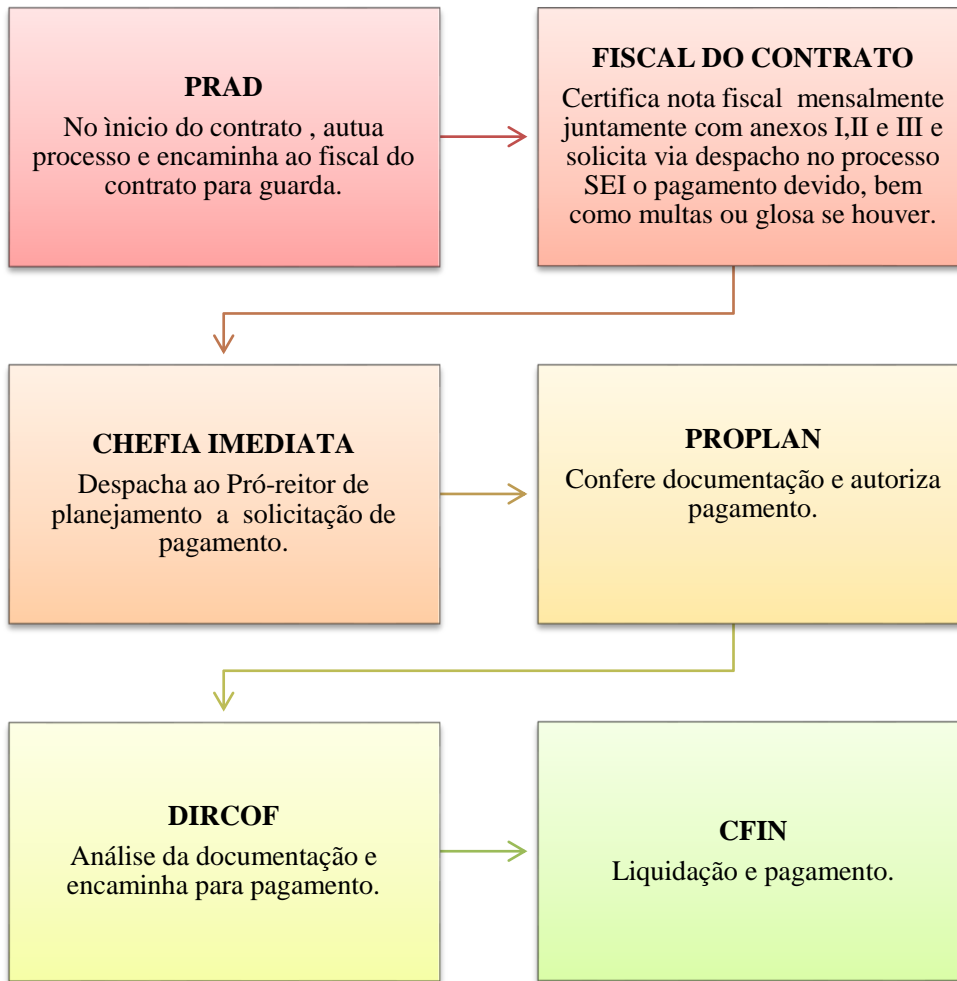 PRAD
No ìnicio do contrato , autua
processo e encaminha ao fiscal do
contrato para guarda.
FISCAL DO CONTRATO
Certifica nota fiscal mensalmente
juntamente com anexos I,II e III e
solicita via despacho no processo
SEI o pagamento devido, bem
como multas ou glosa se houver.
CHEFIA IMEDIATA
Despacha ao Pró-reitor de
planejamento a solicitação de
pagamento.
PROPLAN
Confere documentação e autoriza
pagamento.
DIRCOF
Análise da documentação e
encaminha para pagamento.
CFIN
Liquidação e pagamento.